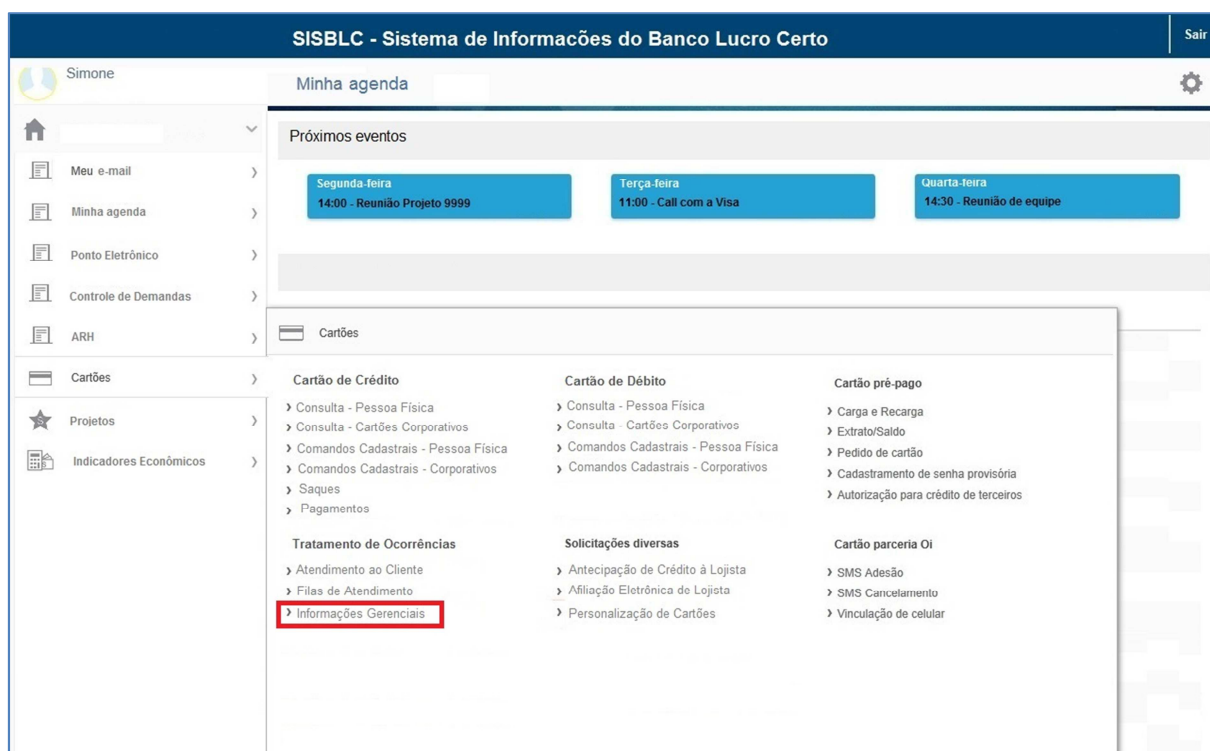 SISBLC - Sistema de Informacões do Banco Lucro Certo
Sair
Simone
Minha agenda
Próximos eventos
Segunda-feira
14:00 - Reunião Projeto 9999
Terça-feira
11:00 - Call com a Visa
Quarta-feira
14:30 - Reunião de equipe
Meu e-mail
Minha agenda
Ponto Eletrônico
Controle de Demandas
ARH
Cartões
Projetos
Indicadores Econômicos
Cartões
Cartão de Crédito
Consulta - Pessoa Física
Consulta - Cartões Corporativos
Comandos Cadastrais - Pessoa Física
Comandos Cadastrais - Corporativos
Saques
Pagamentos
Cartão de Débito
Consulta - Pessoa Física
Consulta - Cartões Corporativos
Comandos Cadastrais - Pessoa Física
Comandos Cadastrais - Corporativos
Cartão pré-pago
Carga e Recarga
Extrato/Saldo
Pedido de cartão
Cadastramento de senha provisória
Autorização para crédito de terceiros
Tratamento de Ocorrências
Atendimento ao Cliente
Filas de Atendimento
Informações Gerenciais
Solicitações diversas
Antecipação de Crédito à Lojista
Afiliação Eletrônica de Lojista
Personalização de Cartões
Cartão parceria Oi
SMS Adesão
SMS Cancelamento
Vinculação de celular